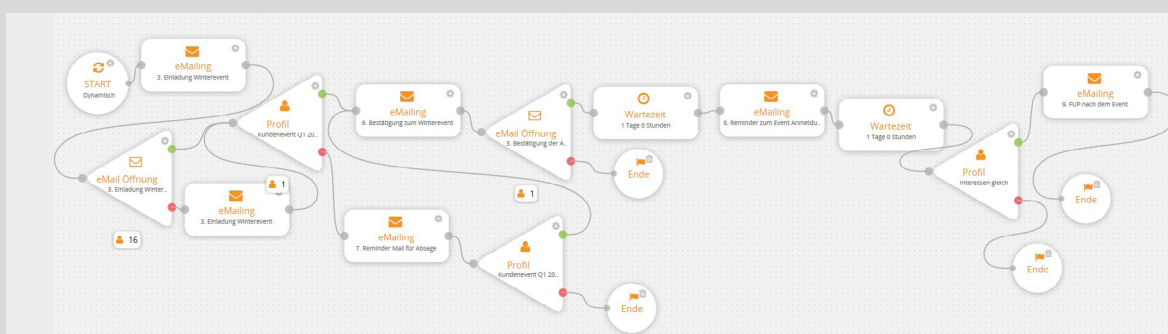 START
Dynamisch
eMailing
3. Einladung Winterevent
eMail Öffnung
3. Einladung Winter..
16
eMailing
3. Einladung Winterevent
Profil
Kundenevent Q1 20..
1
eMailing
6. Bestätigung zum Winterevent
eMailing
7. Reminder Mail für Absage
eMail Öffnung
3. Bestätigung der A..
1
Profil
Kundenevent Q1 20..
Ende
Ende
Wartezeit
1 Tage 0 Stunden
eMailing
8. Reminder zum Event Anmeldu..
Wartezeit
1 Tage 0 Stunden
Profil
Interessen gleich
eMailing
9. FUP nach dem Event
Ende
Ende